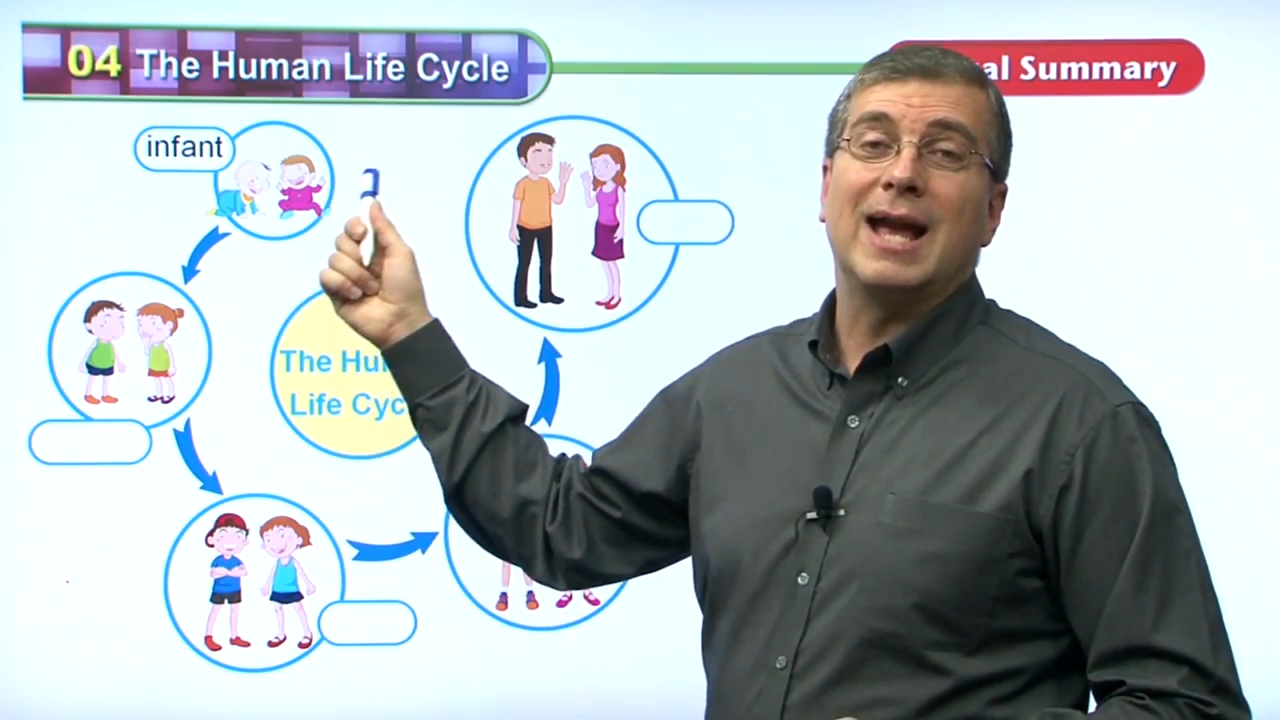 04 The Human Life Cycle
al Summary
infant
The Hu
Life Cyc